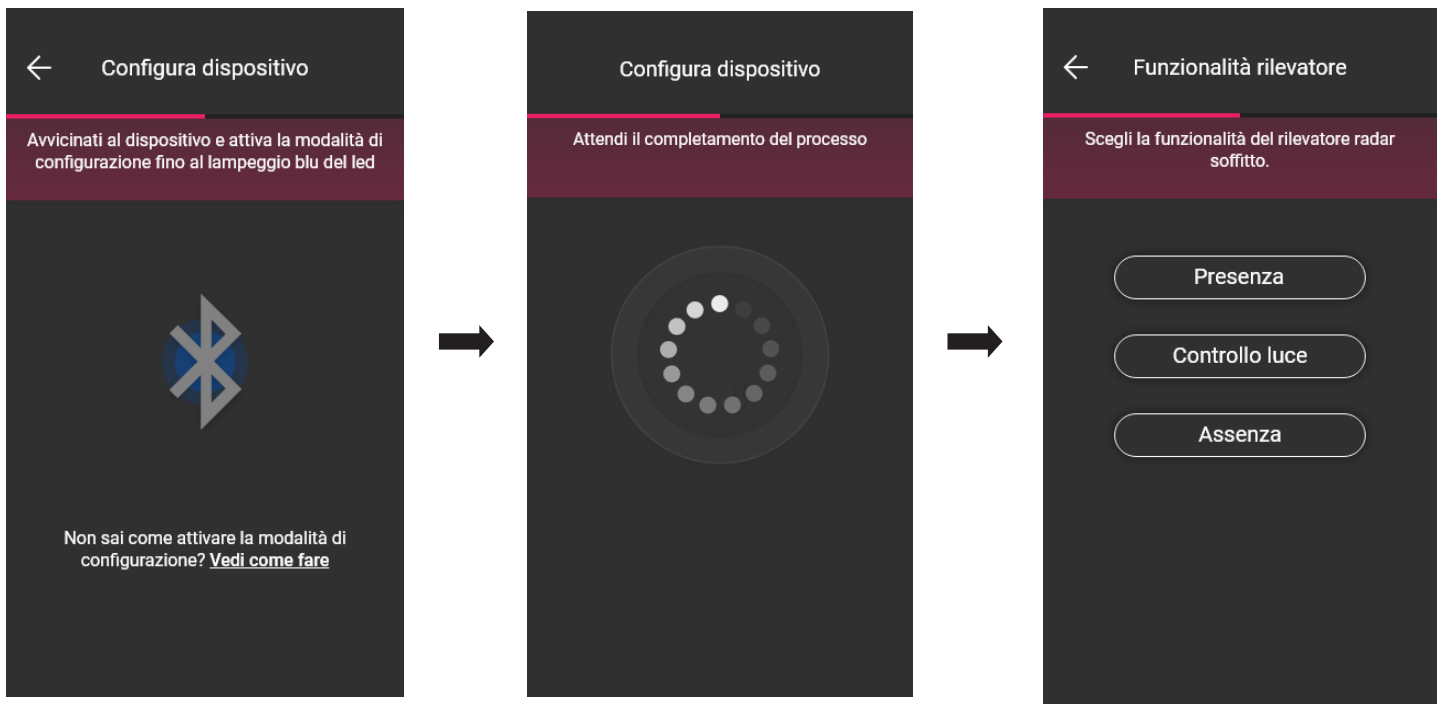 Configura dispositivo
Avvicinati al dispositivo e attiva la modalità di
configurazione fino al lampeggio blu del led
Non sai come attivare la modalità di
configurazione? Vedi come fare
Configura dispositivo
Attendi il completamento del processo
Funzionalità rilevatore
Scegli la funzionalità del rilevatore radar
soffitto.
Presenza
Controllo luce
Assenza